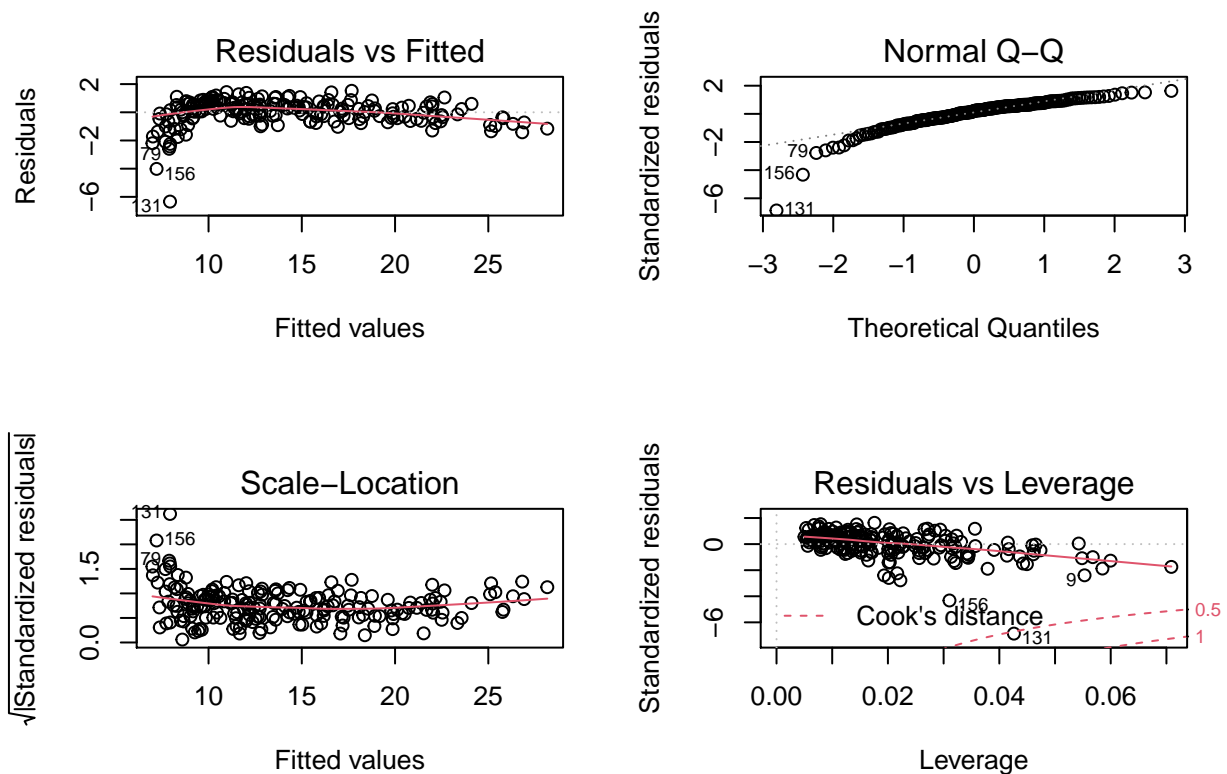 Residuals vs Fitted
Residuals
2
−2
−6
79
156
131
10 15 20 25
Fitted values
Normal Q−Q
Standardized residuals
2
−2
−6
79
156
131
−3 −2 −1 0 1 2 3
Theoretical Quantiles
Scale−Location
√|Standardized residuals|
1.5
0.0
131
156
79
10 15 20 25
Fitted values
Residuals vs Leverage
Standardized residuals
0
−6
9
156
Cook's distance
131
0.5
1
0.00 0.02 0.04 0.06
Leverage